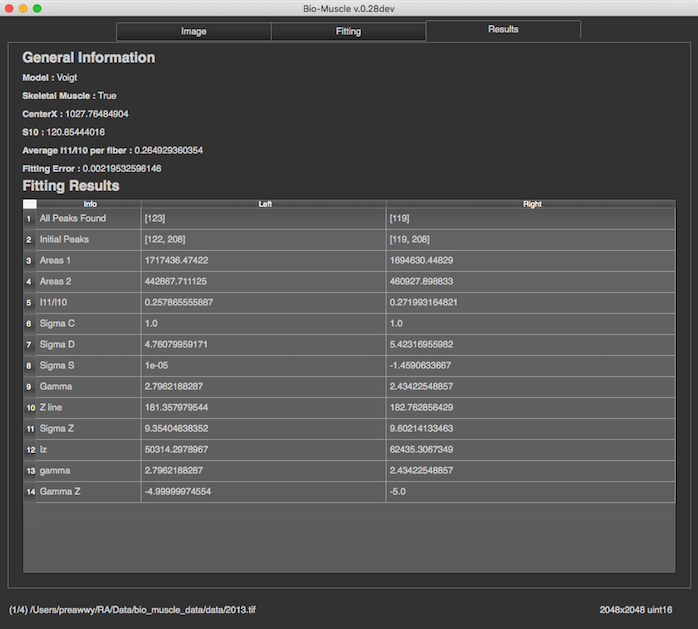 Bio-Muscle v.0.28dev
Image Fitting Results
General Information
Model : Voigt
Skeletal Muscle : True
CenterX : 1027.76484904
S10 : 120.85444016
Average I11/I10 per fiber : 0.264929360354
Fitting Error : 0.00219532596146
Fitting Results
Info Left Right
1 All Peaks Found [123] [119]
2 Initial Peaks [122, 208] [119, 208]
3 Areas 1 1717436.47422 1694630.44829
4 Areas 2 442867.711125 460927.898833
5 I11/I10 0.257865555887 0.271993164821
6 Sigma C 1.0 1.0
7 Sigma D 4.76079959171 5.42316955982
8 Sigma S 1e-05 -1.4590633667
9 Gamma 2.7962188287 2.43422548857
10 Z line 181.357979544 182.762856429
11 Sigma Z 9.35404838352 9.60214133463
12 Iz 50314.2978967 62435.3067349
13 gamma 2.7962188287 2.43422548857
14 Gamma Z -4.99999974554 -5.0
(1/4) /Users/preawwy/RA/Data/bio_muscle_data/data/2013.tif 2048x2048 uint16